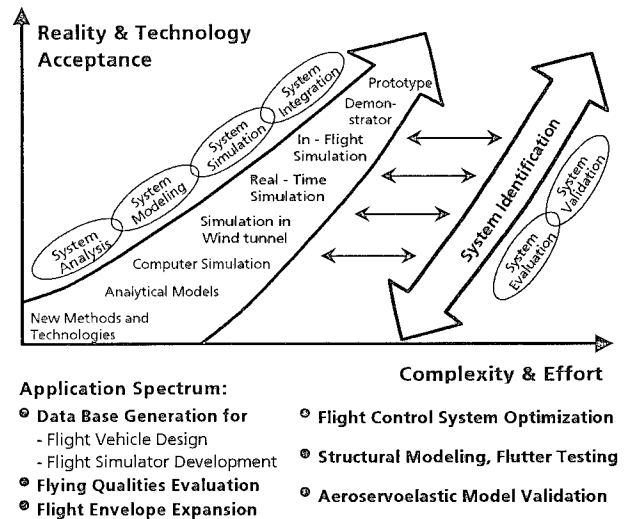 Reality & Technology
Acceptance
System
Integration
System
Simulation
System
Modeling
System
Analysis
Prototype
Demon-
strator
In - Flight
Simulation
Real - Time
Simulation
Simulation in
Wind tunnel
Computer Simulation
Analytical Models
New Methods and
Technologies
System Identification
System
Validation
System
Evaluation
Complexity & Effort
Application Spectrum:
Data Base Generation for
- Flight Vehicle Design
- Flight Simulator Development
Flying Qualities Evaluation
Flight Envelope Expansion
Flight Control System Optimization
Structural Modeling, Flutter Testing
Aeroservoelastic Model Validation